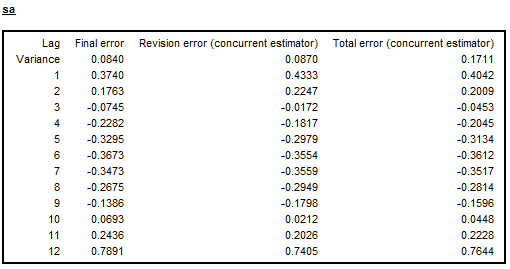 sa
Lag Final error Revision error (concurrent estimator) Total error (concurrent estimator)
Variance 0.0840 0.0870 0.1711
1 0.3740 0.4333 0.4042
2 0.1763 0.2247 0.2009
3 -0.0745 -0.0172 -0.0453
4 -0.2282 -0.1817 -0.2045
5 -0.3295 -0.2979 -0.3134
6 -0.3673 -0.3554 -0.3612
7 -0.3473 -0.3559 -0.3517
8 -0.2675 -0.2949 -0.2814
9 -0.1386 -0.1798 -0.1596
10 0.0693 0.0212 0.0448
11 0.2436 0.2026 0.2228
12 0.7891 0.7405 0.7644